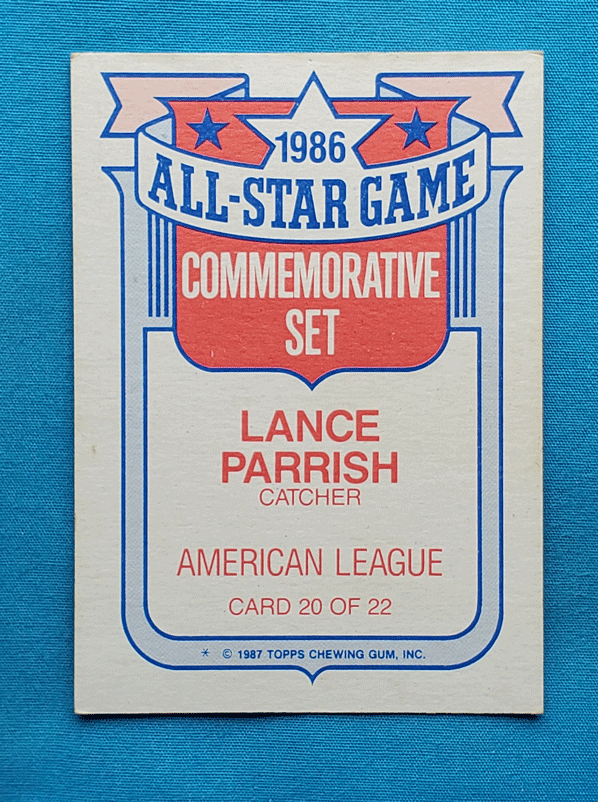 1986
ALL-STAR GAME
COMMEMORATIVE
SET
LANCE
PARRISH
CATCHER
AMERICAN LEAGUE
CARD 20 OF 22
* © 1987 TOPPS CHEWING GUM, INC.